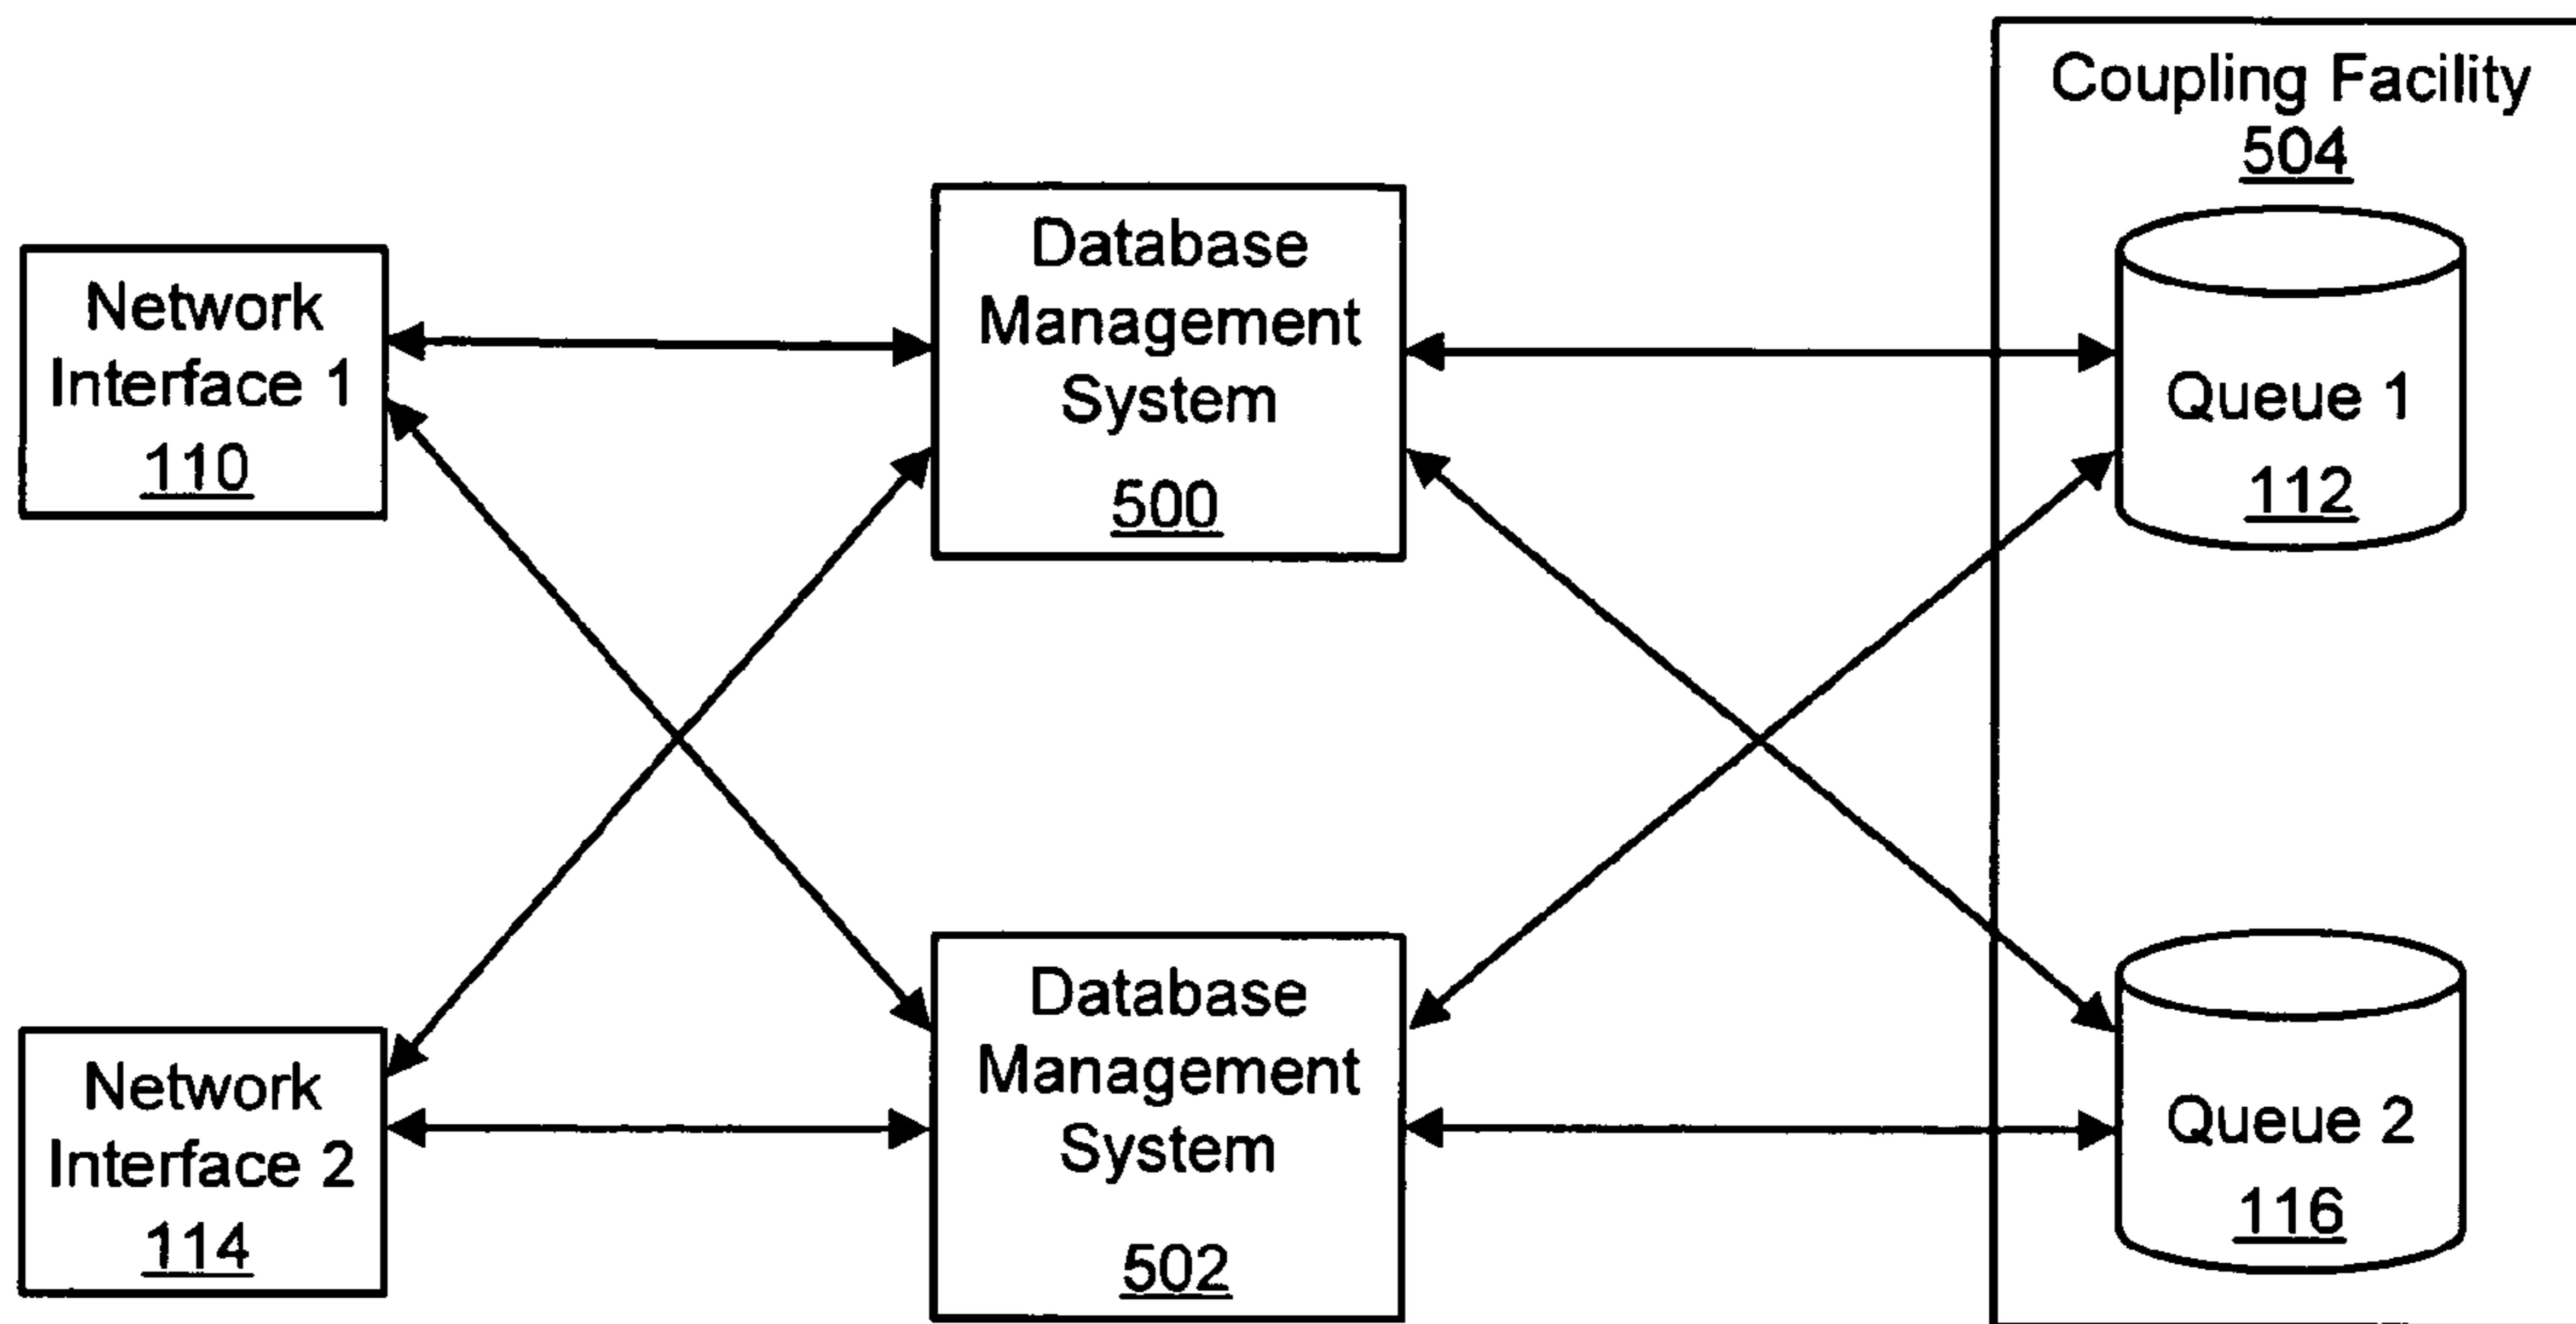 Network
Interface 1
110
Network
Interface 2
114
Database
Management
System
500
Database
Management
System
502
Coupling Facility
504
Queue 1
112
Queue 2
116